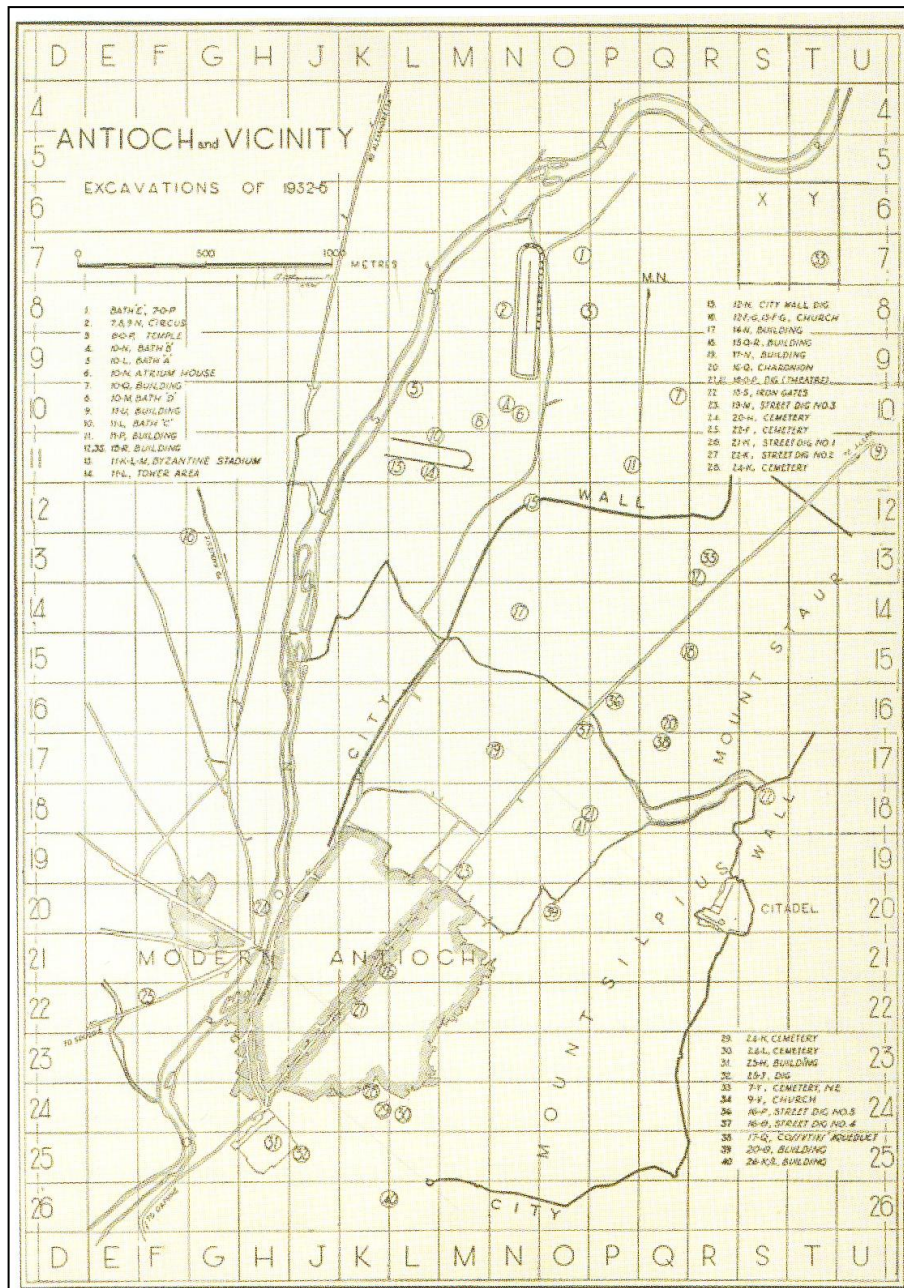 D E F G H J K L M N O P Q R S T U
4 4
5 5
6 6
7 7
8 8
9 9
10 10
11 11
12 12
13 13
14 14
15 15
16 16
17 17
18 18
19 19
20 20
21 21
22 22
23 23
24 24
25 25
26 26
ANTIOCH and VICINITY
EXCAVATIONS OF 1932-6
0 500 1000
METRES
X Y
M.N.
1. BATH 'E', 7-O-P
2. 7,8,9 N, CIRCUS
3 8-O-P, TEMPLE
4. 10-N, BATH 'B'
5 10-L, BATH 'A'
6. 10-N ATRIUM HOUSE
7. 10-Q, BUILDING
8. 10-M, BATH 'D'
9. 11-U, BUILDING
10. 11-L, BATH 'C'
11. 11-P, BUILDING
12,35. 13-R, BUILDING
13 11-K-L-M, BYZANTINE STADIUM
14. 11-L, TOWER AREA
15. 12-N, CITY WALL DIG
16. 12-F,G, 13-F-G, CHURCH
17 14-N, BUILDING
18. 15 Q-R, BUILDING
19. 17-N, BUILDING
20 16-Q, CHARONION
18-O-P, DIG (THEATRE)
22 18-S, IRON GATES
23. 19-M, STREET DIG NO.3
24. 20-H, CEMETERY
25. 22-F, CEMETERY
26. 21-K, STREET DIG NO.1
27 22-K, STREET DIG NO.2
28. 24-K, CEMETERY
WALL
MOUNT STAUR
CITY
MOUNT SILPIUS
WALL
CITADEL
MODERN ANTIOCH
29. 24-K, CEMETERY
30. 24-L, CEMETERY
31. 25-H, BUILDING
32 25-J, DIG
33 7-Y, CEMETERY, NE
34 9-Y, CHURCH
36 16-P, STREET DIG NO.5
37 16-O, STREET DIG NO.4
38 17-Q, AQUEDUCT
39 20-O, BUILDING
40 26-K/L, BUILDING
CITY
D E F G H J K L M N O P Q R S T U